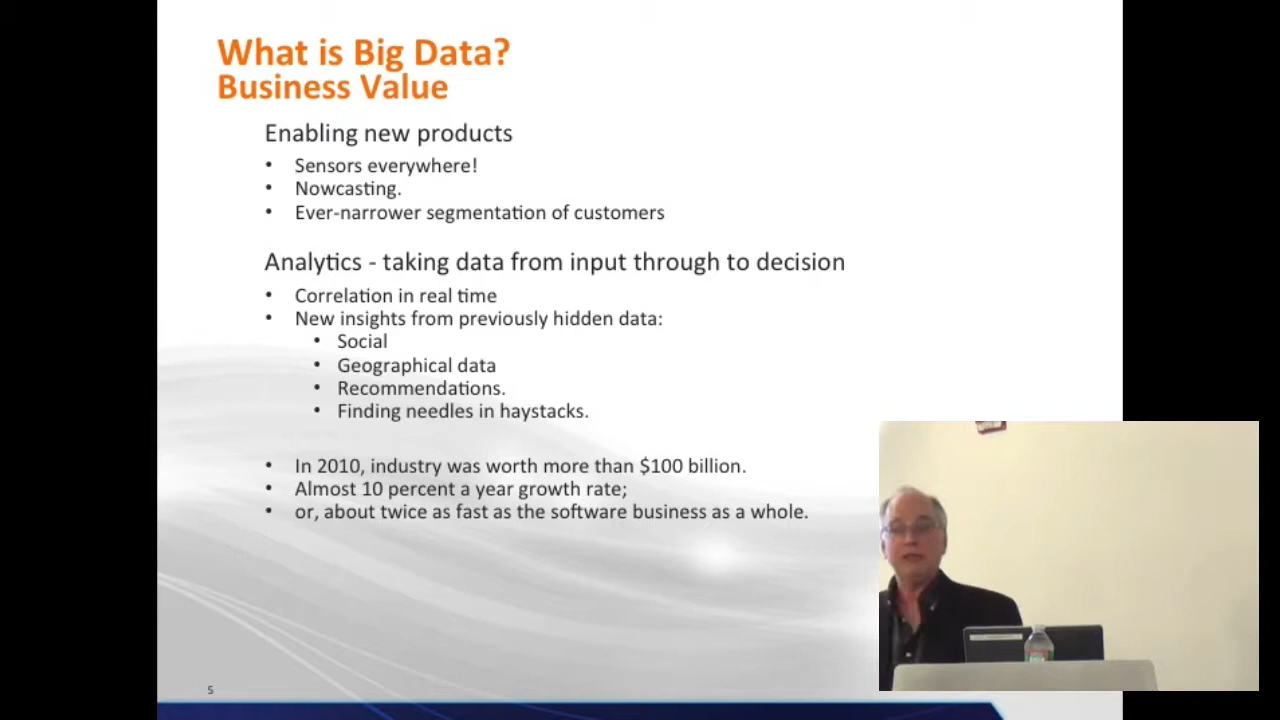 What is Big Data?
Business Value
Enabling new products
• Sensors everywhere!
• Nowcasting.
• Ever-narrower segmentation of customers
Analytics - taking data from input through to decision
• Correlation in real time
• New insights from previously hidden data:
• Social
• Geographical data
• Recommendations.
• Finding needles in haystacks.
• In 2010, industry was worth more than $100 billion.
• Almost 10 percent a year growth rate;
• or, about twice as fast as the software business as a whole.
5